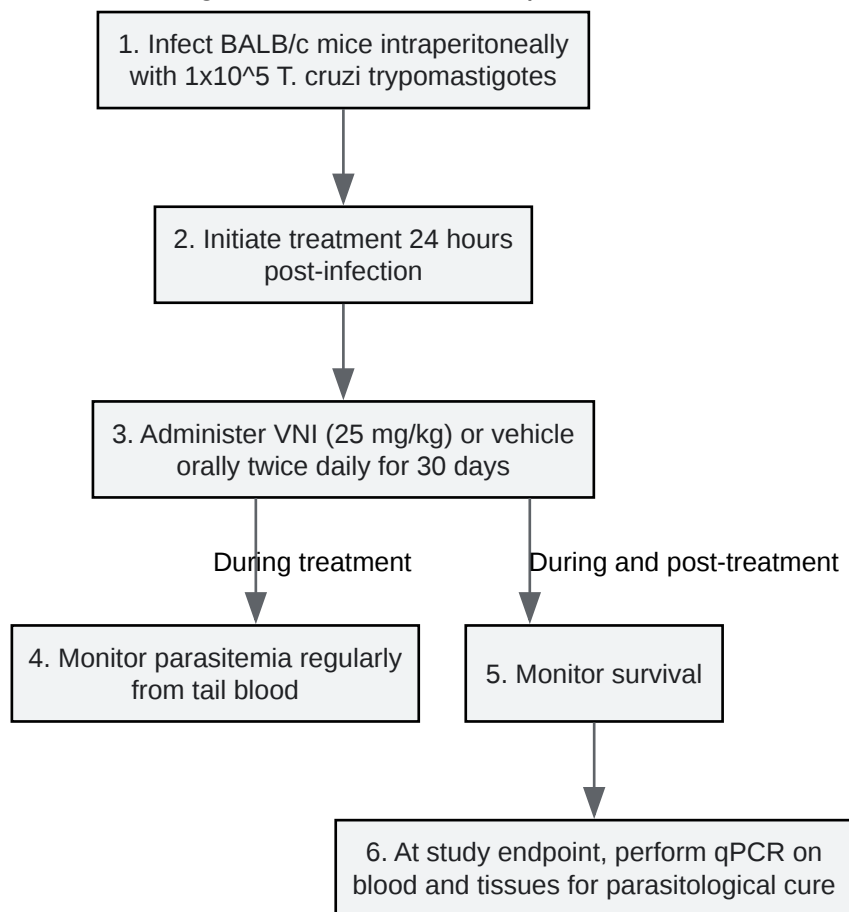 1. Infect BALB/c mice intraperitoneally
with 1x10^5 T. cruzi trypomastigotes
2. Initiate treatment 24 hours
post-infection
3. Administer VNI (25 mg/kg) or vehicle
orally twice daily for 30 days
During treatment
During and post-treatment
4. Monitor parasitemia regularly
from tail blood
5. Monitor survival
6. At study endpoint, perform qPCR on
blood and tissues for parasitological cure